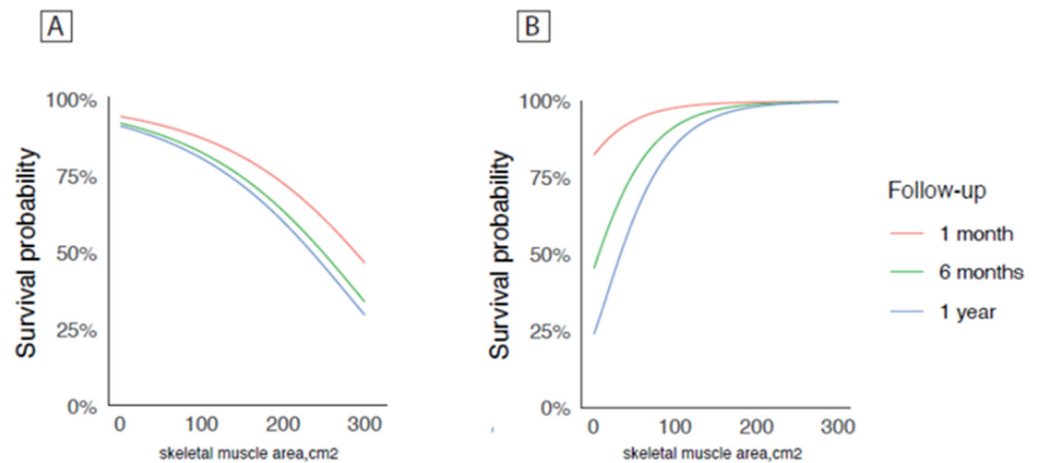 A
B
Survival probability
100%
75%
50%
25%
0%
0 100 200 300
skeletal muscle area,cm2
Survival probability
100%
75%
50%
25%
0%
0 100 200 300
skeletal muscle area,cm2
Follow-up
1 month
6 months
1 year